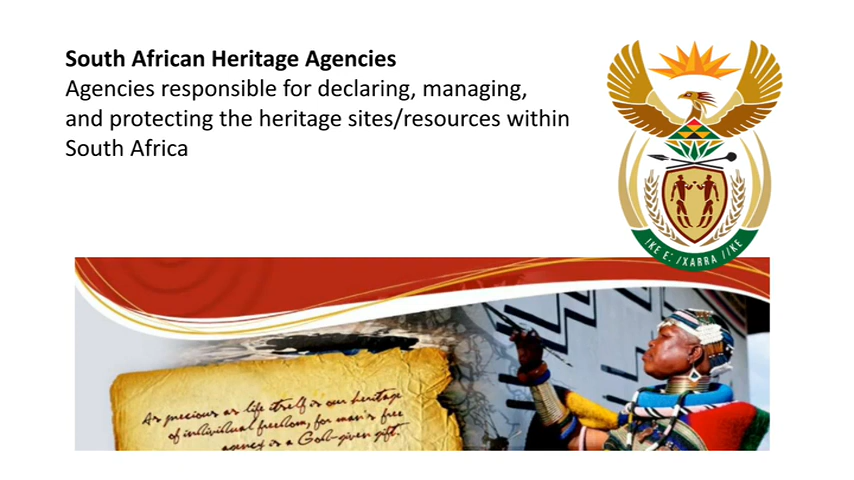 South African Heritage Agencies
Agencies responsible for declaring, managing,
and protecting the heritage sites/resources within
South Africa
!KE E: /XARRA //KE
As precious as life itself is our heritage
of individual freedom, for man's free
agency is a God-given gift.